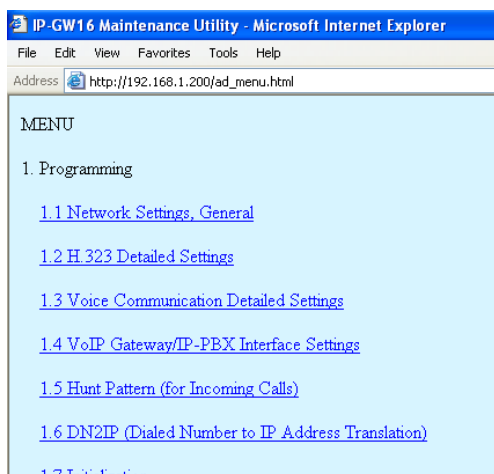 IP-GW16 Maintenance Utility - Microsoft Internet Explorer
File Edit View Favorites Tools Help
Address http://192.168.1.200/ad_menu.html
MENU
1. Programming
1.1 Network Settings, General
1.2 H.323 Detailed Settings
1.3 Voice Communication Detailed Settings
1.4 VoIP Gateway/IP-PBX Interface Settings
1.5 Hunt Pattern (for Incoming Calls)
1.6 DN2IP (Dialed Number to IP Address Translation)